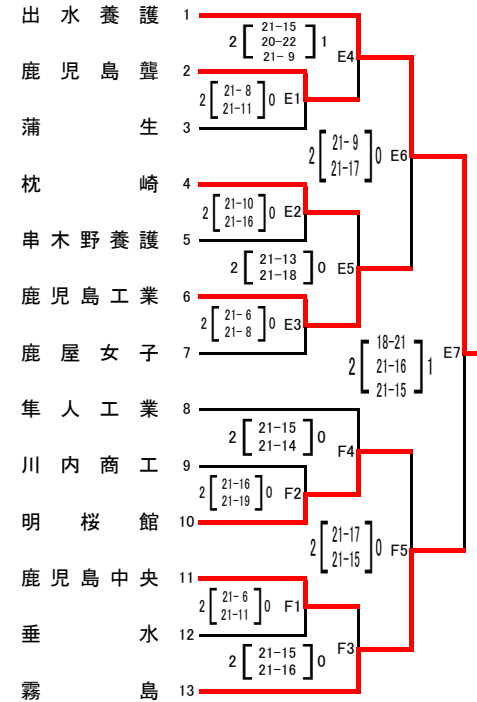 出水養護 1
2 21-15 20-22 21-9 1 E4
鹿児島聾 2
2 21-8 21-11 0 E1
蒲生 3
2 21-9 21-17 0 E6
枕崎 4
2 21-10 21-16 0 E2
串木野養護 5
2 21-13 21-18 0 E5
鹿児島工業 6
2 21-6 21-8 0 E3
鹿屋女子 7
2 18-21 21-16 21-15 1 E7
隼人工業 8
2 21-15 21-14 0 F4
川内商工 9
2 21-16 21-19 0 F2
明桜館 10
2 21-17 21-15 0 F5
鹿児島中央 11
2 21-6 21-11 0 F1
垂水 12
2 21-15 21-16 0 F3
霧島 13